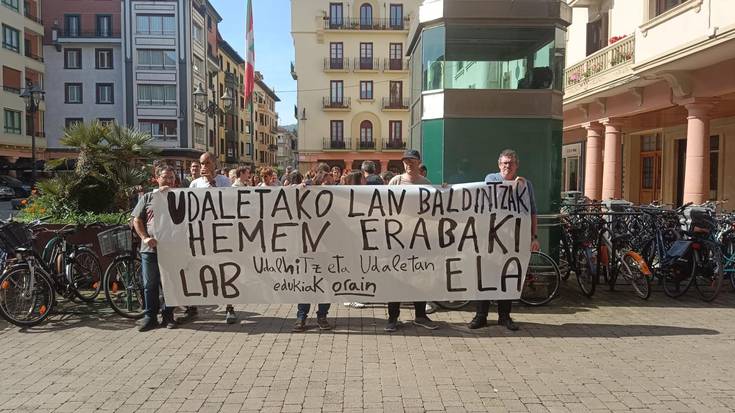 UDALETAKO LAN BALDINTZAK
HEMEN ERABAKI
LAB Udalhitz eta Udaletan ELA
edukiak orain